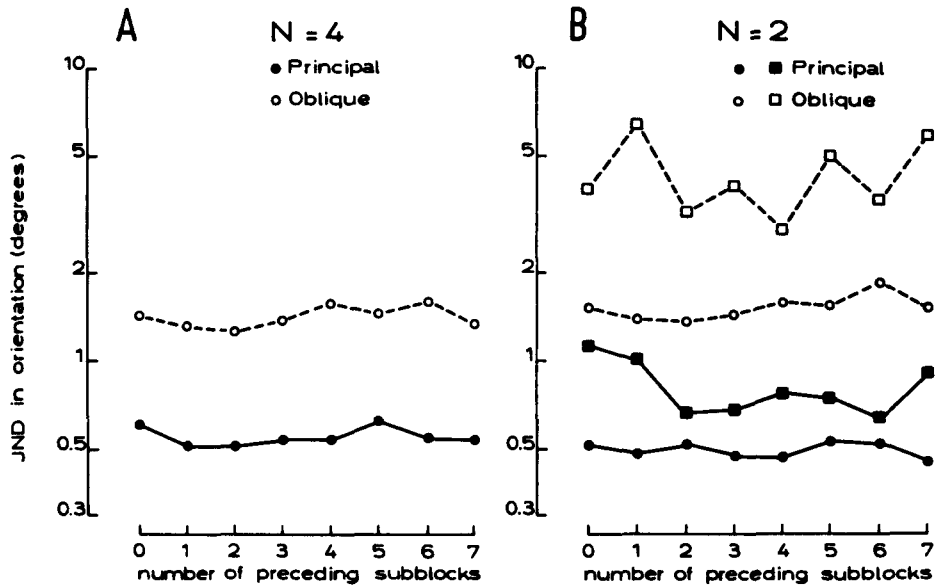 A
N = 4
Principal
Oblique
10
5
2
1
0.5
0.3
JND in orientation (degrees)
0 1 2 3 4 5 6 7
number of preceding subblocks
B
N = 2
Principal
Oblique
10
5
2
1
0.5
0.3
0 1 2 3 4 5 6 7
number of preceding subblocks